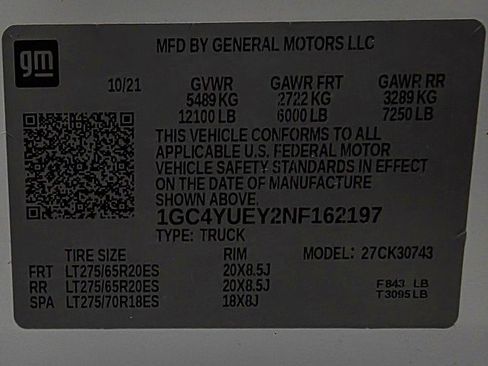 gm
MFD BY GENERAL MOTORS LLC
10/21 GVWR GAWR FRT GAWR RR
5489 KG 2722 KG 3289 KG
12100 LB 6000 LB 7250 LB
THIS VEHICLE CONFORMS TO ALL
APPLICABLE U.S. FEDERAL MOTOR
VEHICLE SAFETY STANDARDS IN EFFECT
ON THE DATE OF MANUFACTURE
SHOWN ABOVE.
1GC4YUEY2NF162197
TYPE: TRUCK
TIRE SIZE RIM MODEL: 27CK30743
FRT LT275/65R20ES 20X8.5J
RR LT275/65R20ES 20X8.5J F843 LB
SPA LT275/70R18ES 18X8J T3095LB